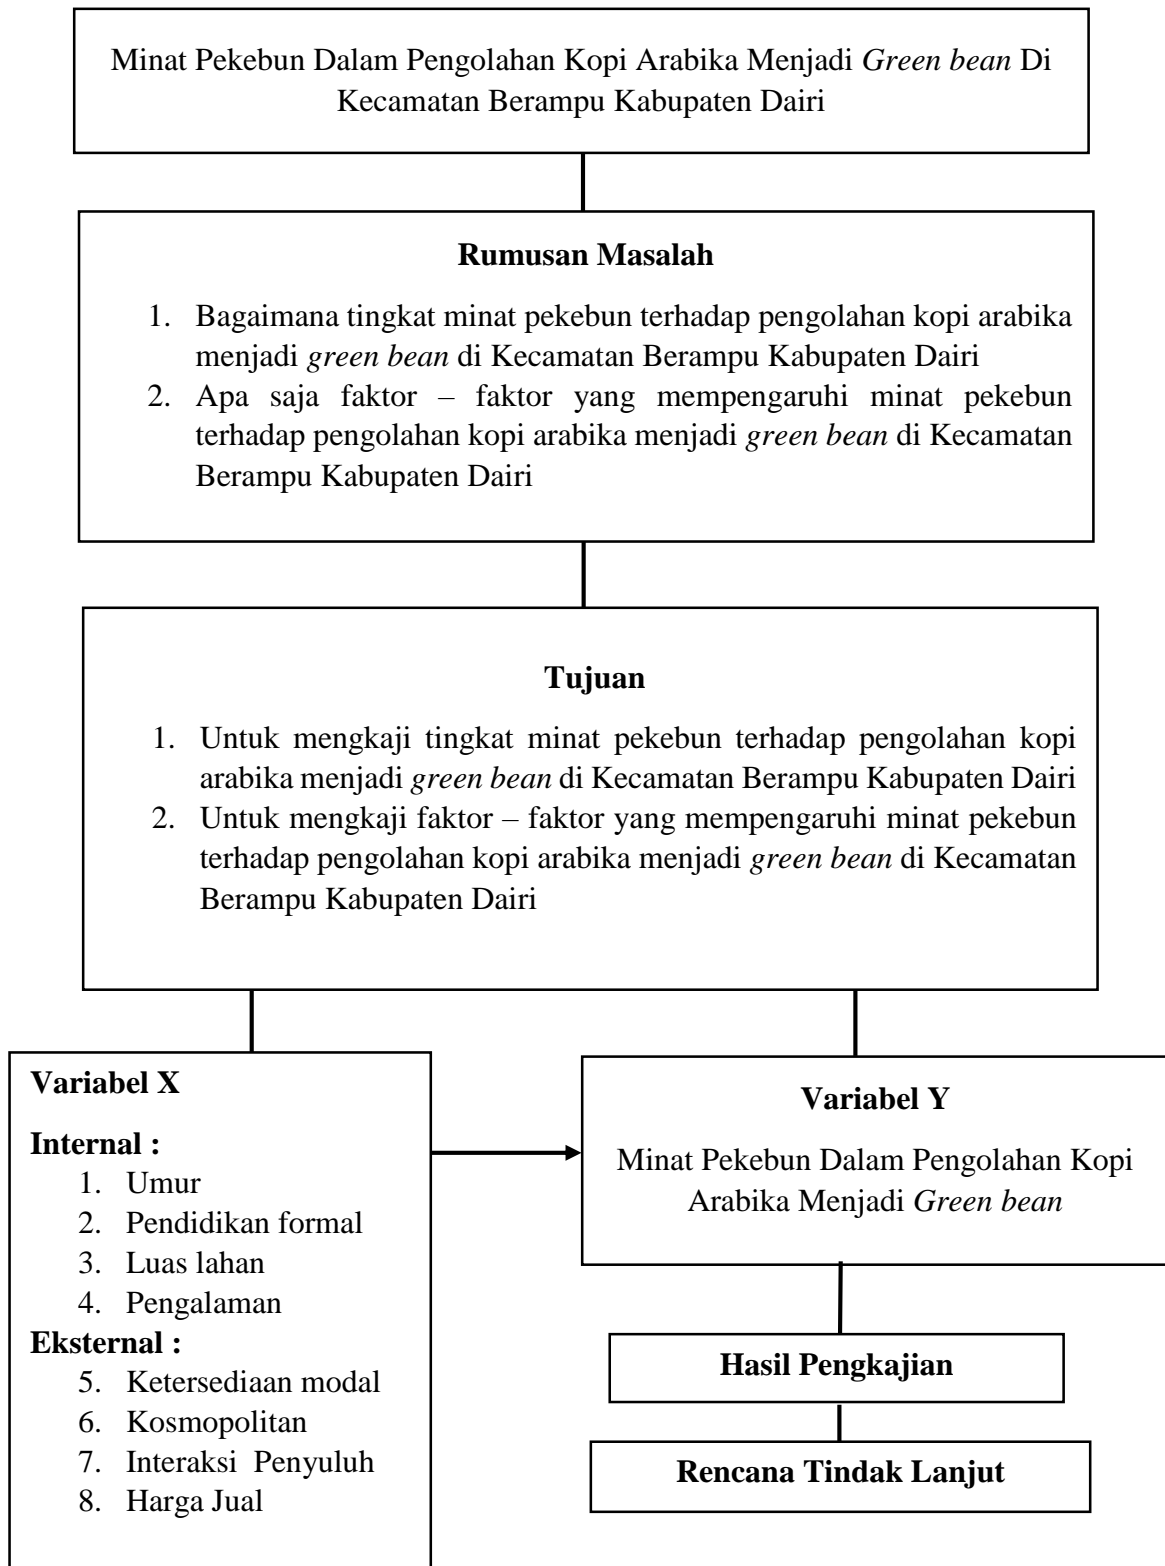 Minat Pekebun Dalam Pengolahan Kopi Arabika Menjadi Green bean Di
Kecamatan Berampu Kabupaten Dairi
Rumusan Masalah
1. Bagaimana tingkat minat pekebun terhadap pengolahan kopi arabika
menjadi green bean di Kecamatan Berampu Kabupaten Dairi
2. Apa saja faktor – faktor yang mempengaruhi minat pekebun
terhadap pengolahan kopi arabika menjadi green bean di Kecamatan
Berampu Kabupaten Dairi
Tujuan
1. Untuk mengkaji tingkat minat pekebun terhadap pengolahan kopi
arabika menjadi green bean di Kecamatan Berampu Kabupaten Dairi
2. Untuk mengkaji faktor – faktor yang mempengaruhi minat pekebun
terhadap pengolahan kopi arabika menjadi green bean di Kecamatan
Berampu Kabupaten Dairi
Variabel X
Internal :
1. Umur
2. Pendidikan formal
3. Luas lahan
4. Pengalaman
Eksternal :
5. Ketersediaan modal
6. Kosmopolitan
7. Interaksi Penyuluh
8. Harga Jual
Variabel Y
Minat Pekebun Dalam Pengolahan Kopi
Arabika Menjadi Green bean
Hasil Pengkajian
Rencana Tindak Lanjut